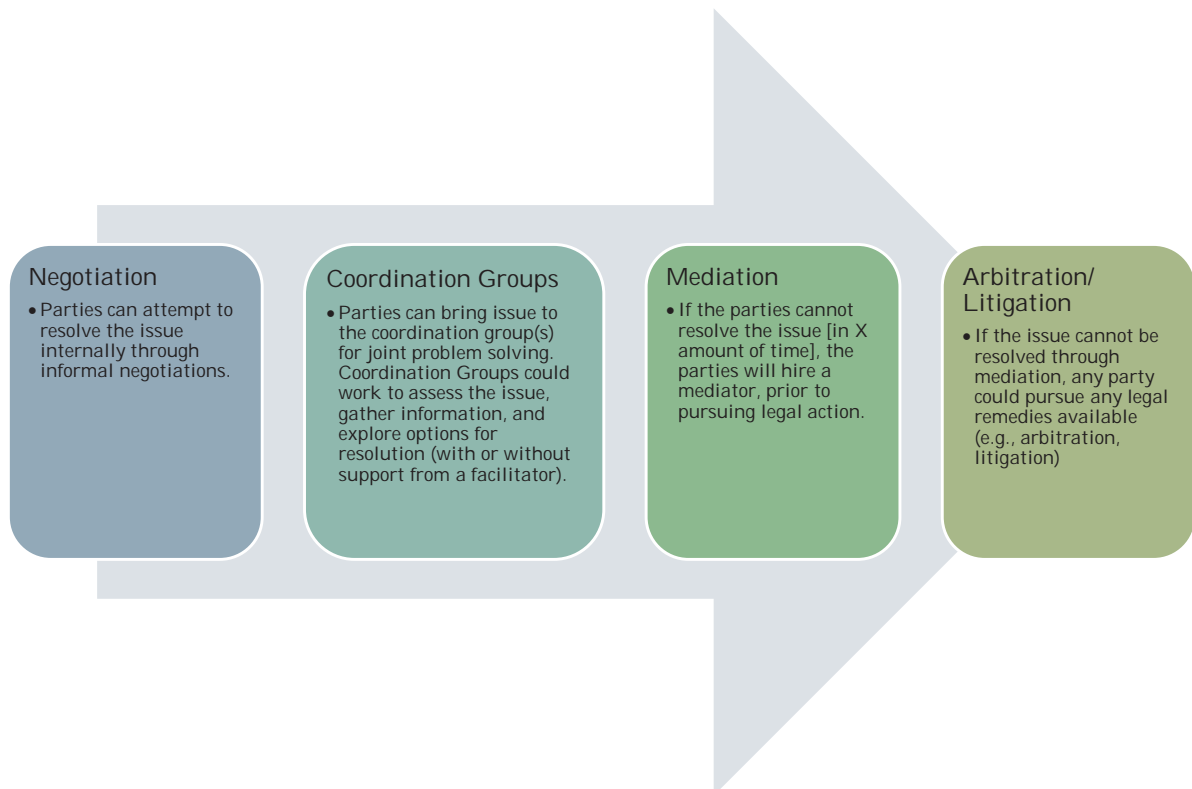 Negotiation
• Parties can attempt to
resolve the issue
internally through
informal negotiations.
Coordination Groups
• Parties can bring issue to
the coordination group(s)
for joint problem solving.
Coordination Groups could
work to assess the issue,
gather information, and
explore options for
resolution (with or without
support from a facilitator).
Mediation
• If the parties cannot
resolve the issue [in X
amount of time], the
parties will hire a
mediator, prior to
pursuing legal action.
Arbitration/
Litigation
• If the issue cannot be
resolved through
mediation, any party
could pursue any legal
remedies available
(e.g., arbitration,
litigation)